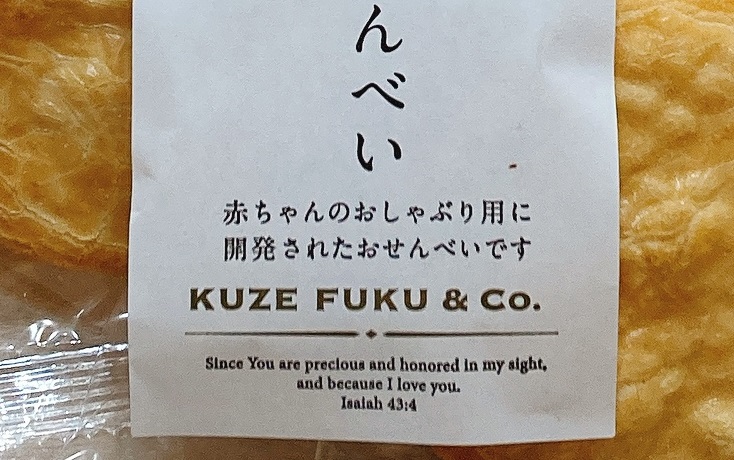 んべい
赤ちゃんのおしゃぶり用に
開発されたおせんべいです
KUZE FUKU & Co.
Since You are precious and honored in my sight,
and because I love you.
Isaiah 43:4